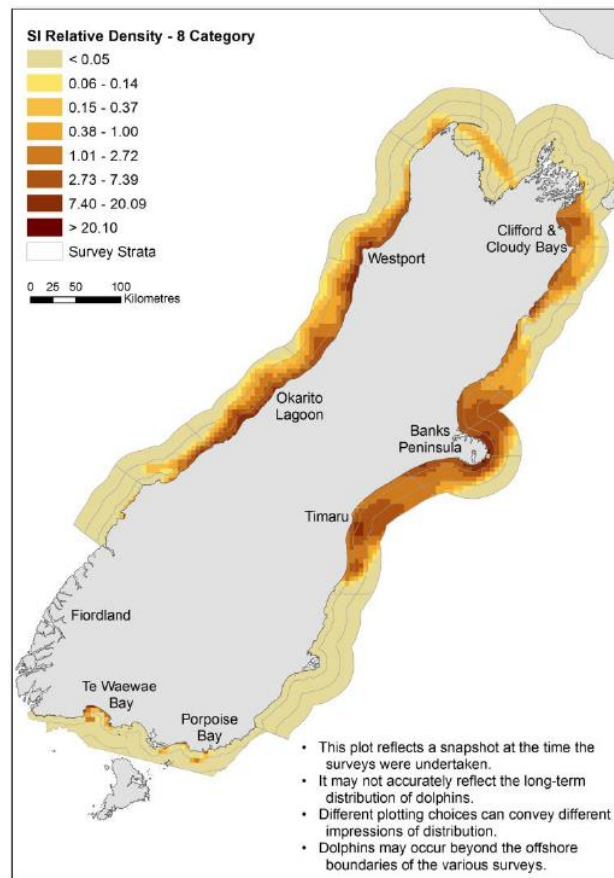 SI Relative Density - 8 Category
< 0.05
0.06 - 0.14
0.15 - 0.37
0.38 - 1.00
1.01 - 2.72
2.73 - 7.39
7.40 - 20.09
> 20.10
Survey Strata
0 25 50 100
Kilometres
Clifford &
Cloudy Bays
Westport
Okarito
Lagoon
Banks
Peninsula
Timaru
Fiordland
Te Waewae
Bay
Porpoise
Bay
• This plot reflects a snapshot at the time the
surveys were undertaken.
• It may not accurately reflect the long-term
distribution of dolphins.
• Different plotting choices can convey different
impressions of distribution.
• Dolphins may occur beyond the offshore
boundaries of the various surveys.